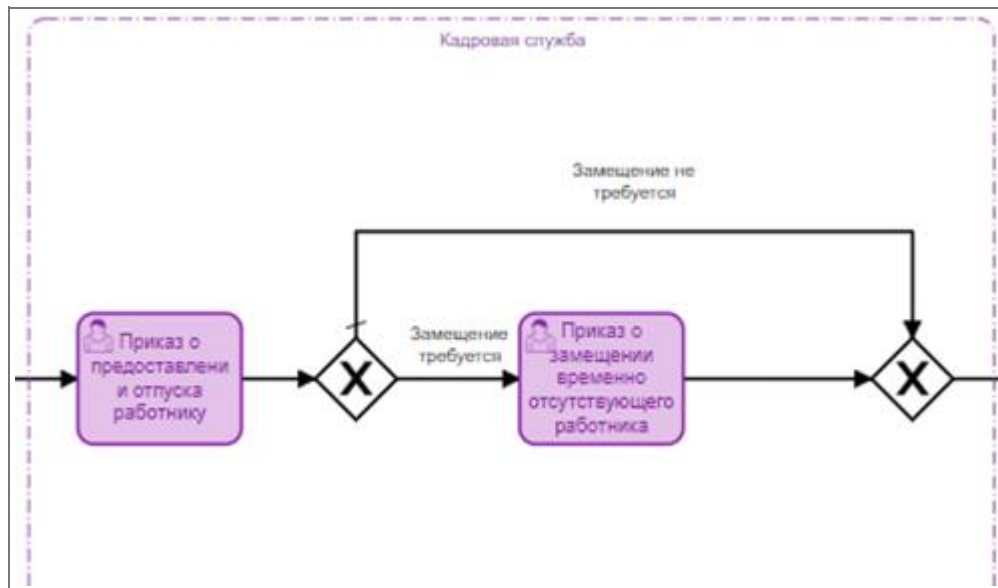 Кадровая служба
Замещение не
требуется
Приказ о
предоставлени
и отпуска
работнику
Замещение
требуется
Приказ о
замещении
временно
отсутствующего
работника